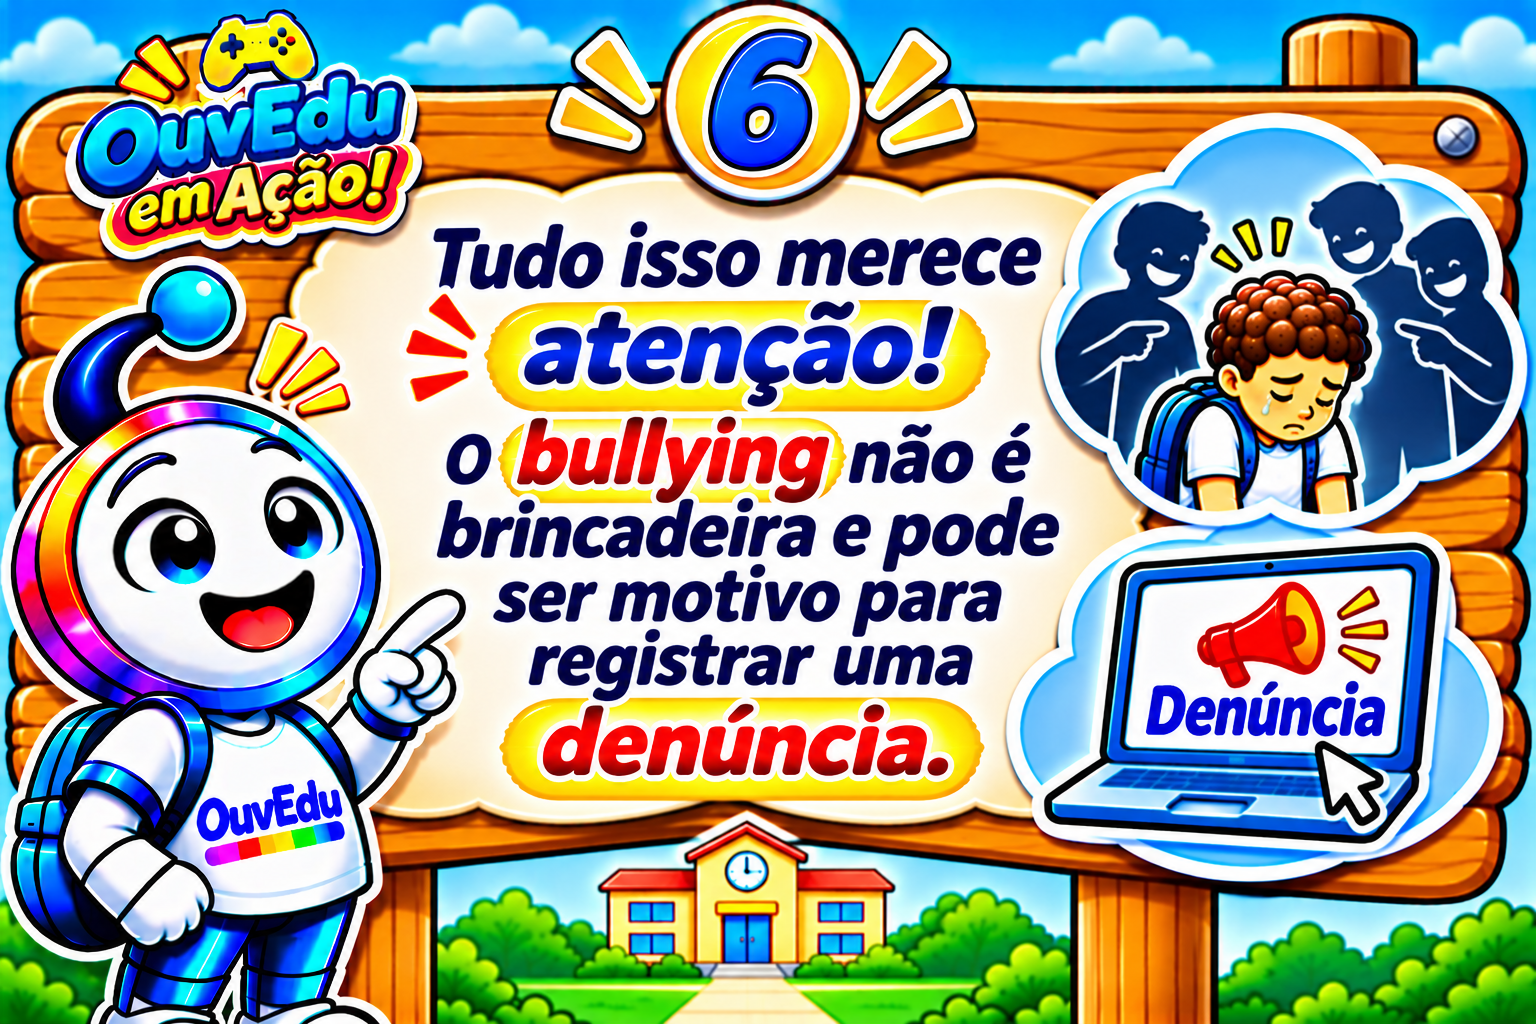 OuvEdu
em Ação!
6
Tudo isso merece
atenção!
O bullying não é
brincadeira e pode
ser motivo para
registrar uma
denúncia.
Denúncia
OuvEdu